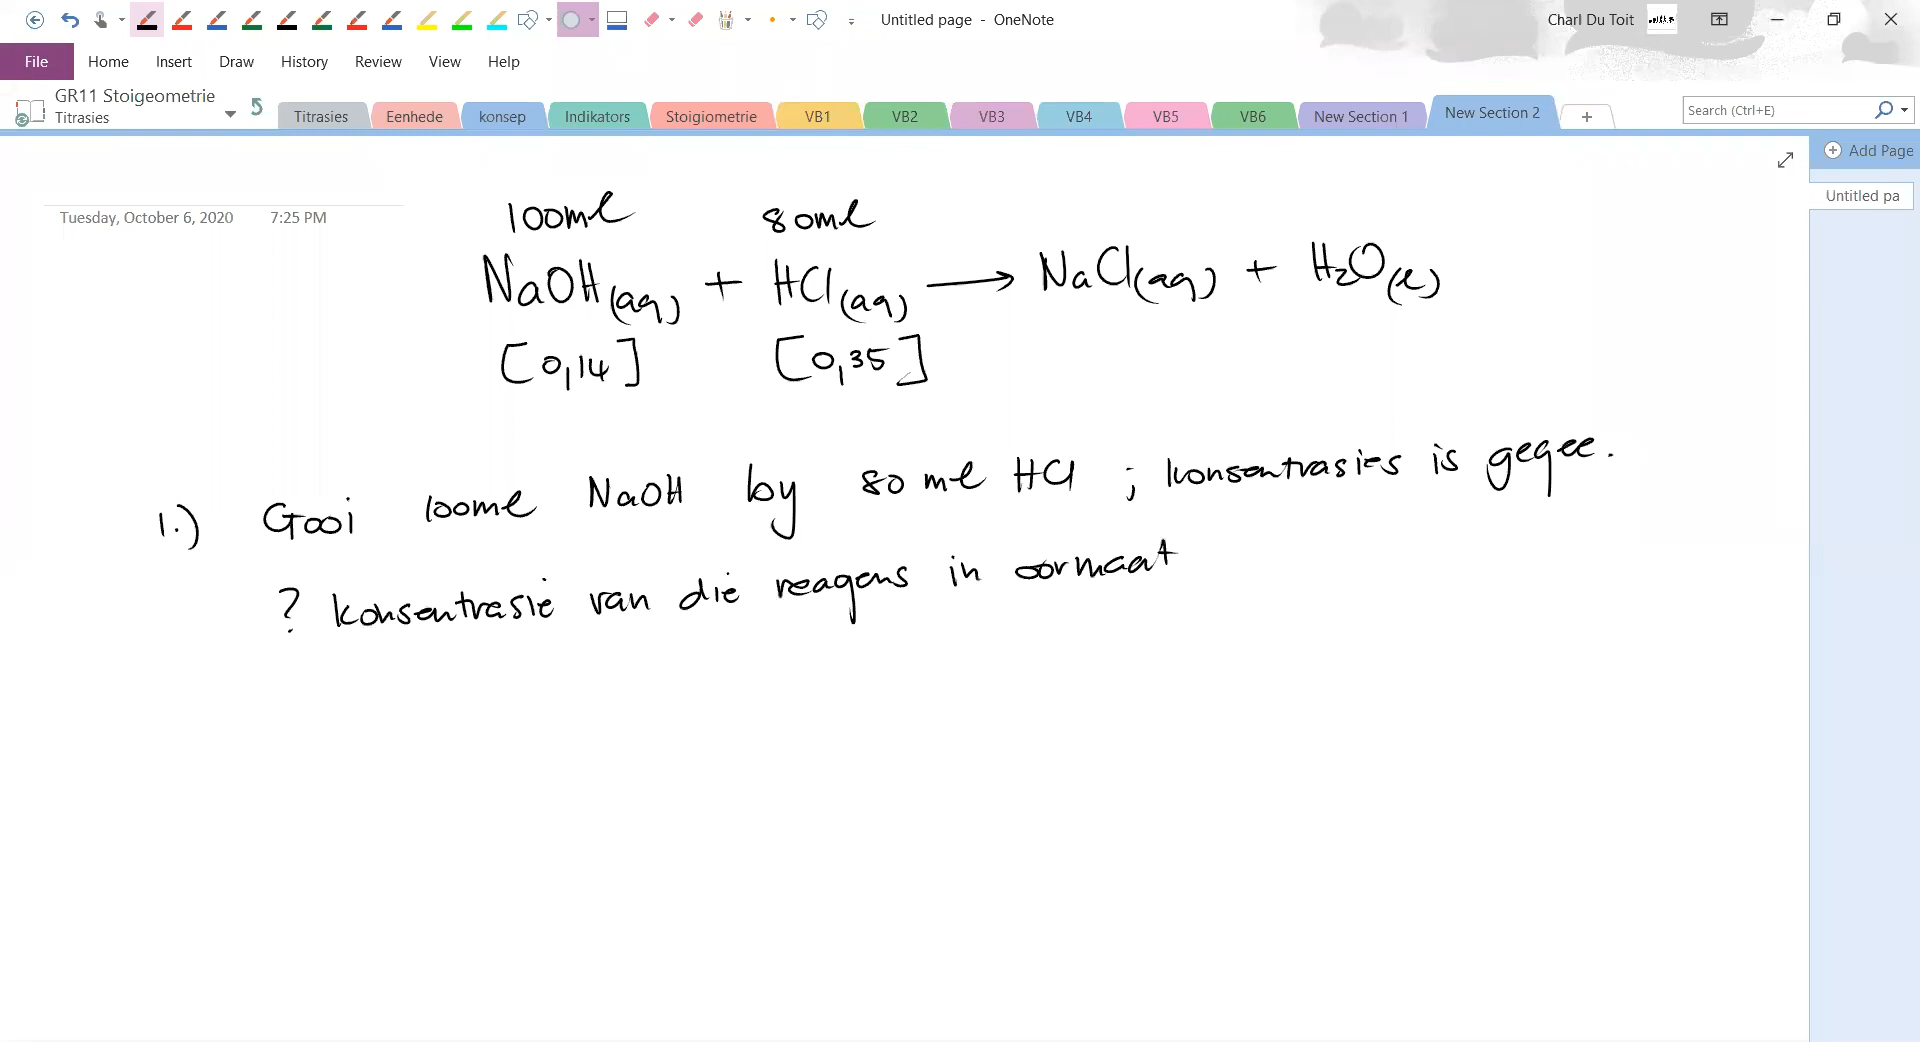 Untitled page - OneNote
Charl Du Toit
File Home Insert Draw History Review View Help
GR11 Stoigeometrie
Titrasies
Titrasies Eenhede konsep Indikators Stoigiometrie VB1 VB2 VB3 VB4 VB5 VB6 New Section 1 New Section 2 +
Search (Ctrl+E)
Add Page
Untitled pa
Tuesday, October 6, 2020 7:25 PM
100ml 80ml
NaOH(aq) + HCl(aq) → NaCl(aq) + H₂O(l)
[0,14] [0,35]
1.) Gooi 100ml NaOH by 80ml HCl ; konsentrasies is gegee.
? konsentrasie van die reagens in oormaat